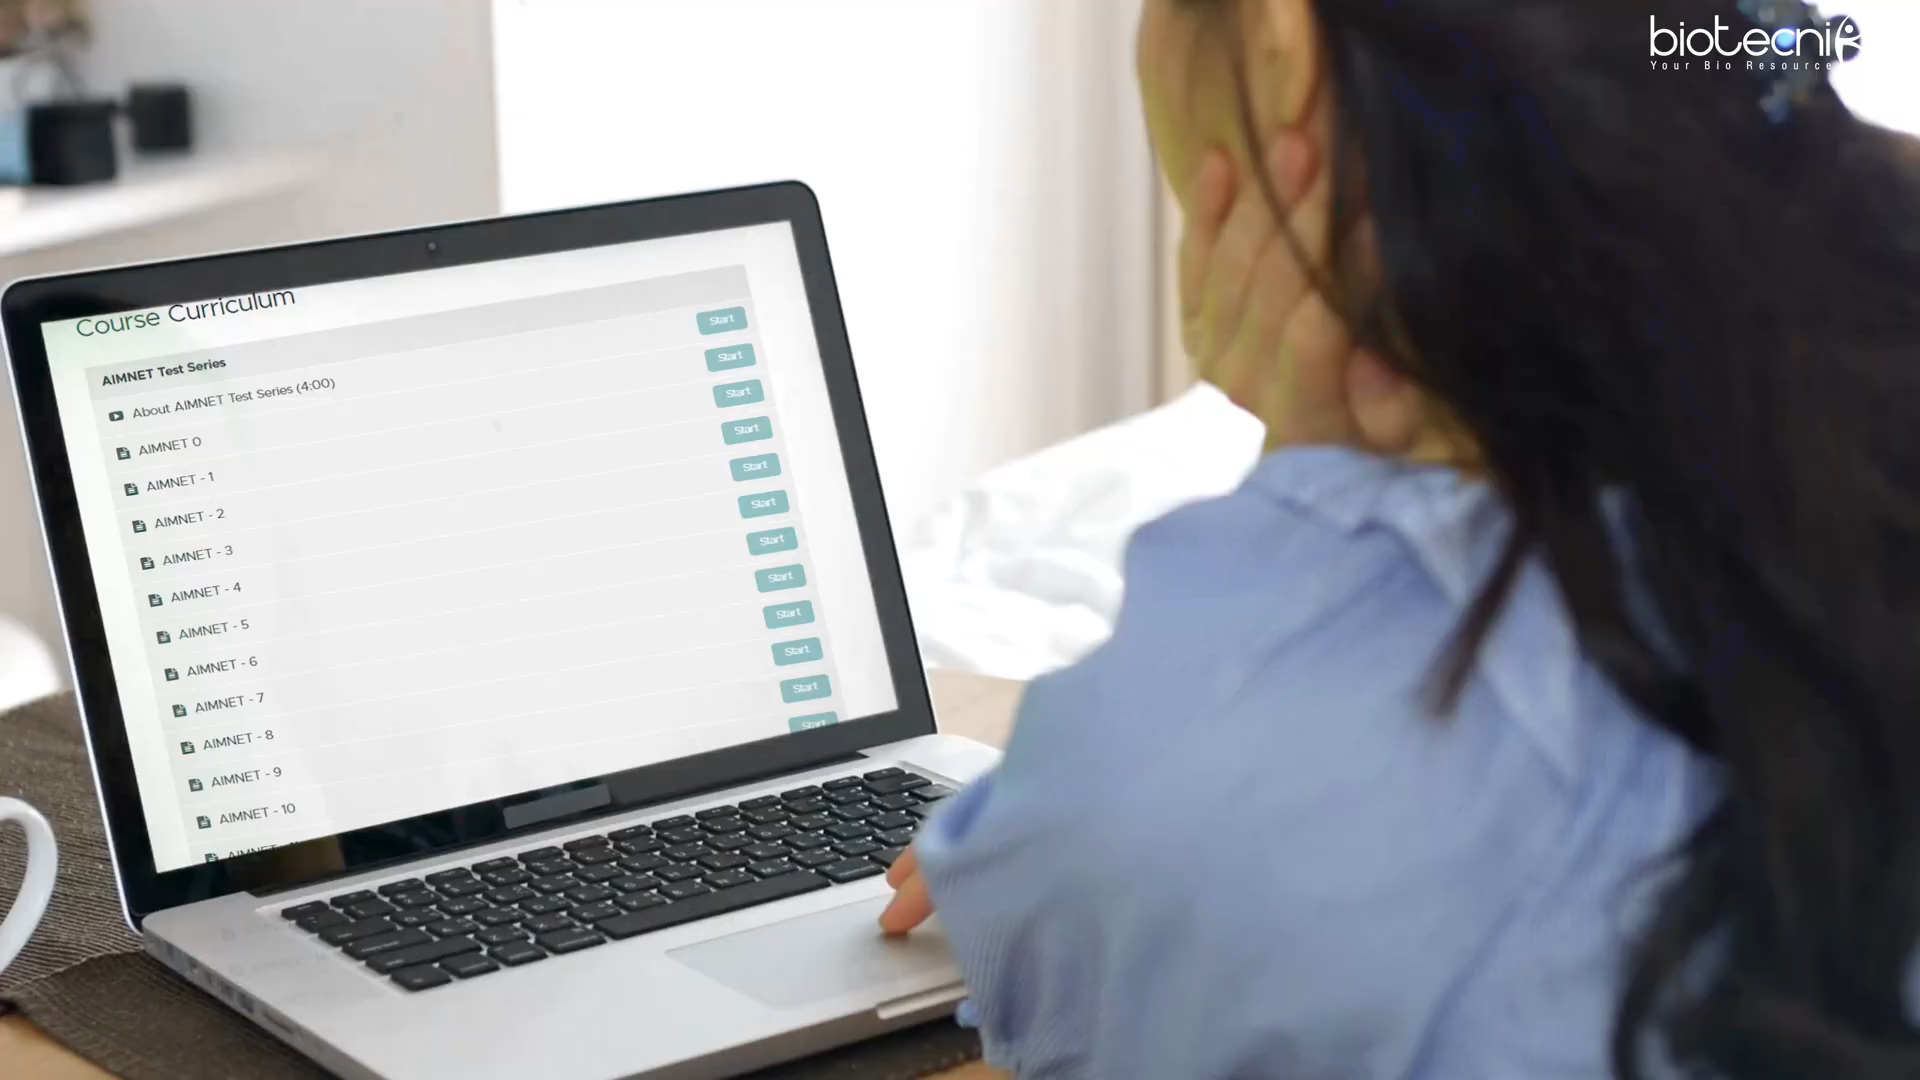 biotecnik
Your Bio Resource
Course Curriculum
AIMNET Test Series
About AIMNET Test Series (4:00) Start
AIMNET 0 Start
AIMNET - 1 Start
AIMNET - 2 Start
AIMNET - 3 Start
AIMNET - 4 Start
AIMNET - 5 Start
AIMNET - 6 Start
AIMNET - 7 Start
AIMNET - 8 Start
AIMNET - 9 Start
AIMNET - 10 Start
AIMNET